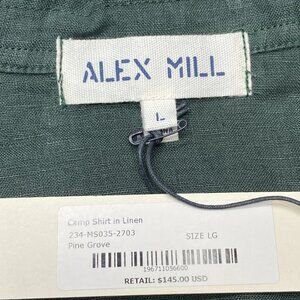 ALEX MILL
L
Camp Shirt in Linen
234-MS035-2703 SIZE LG
Pine Grove
196711056600
RETAIL: $145.00 USD